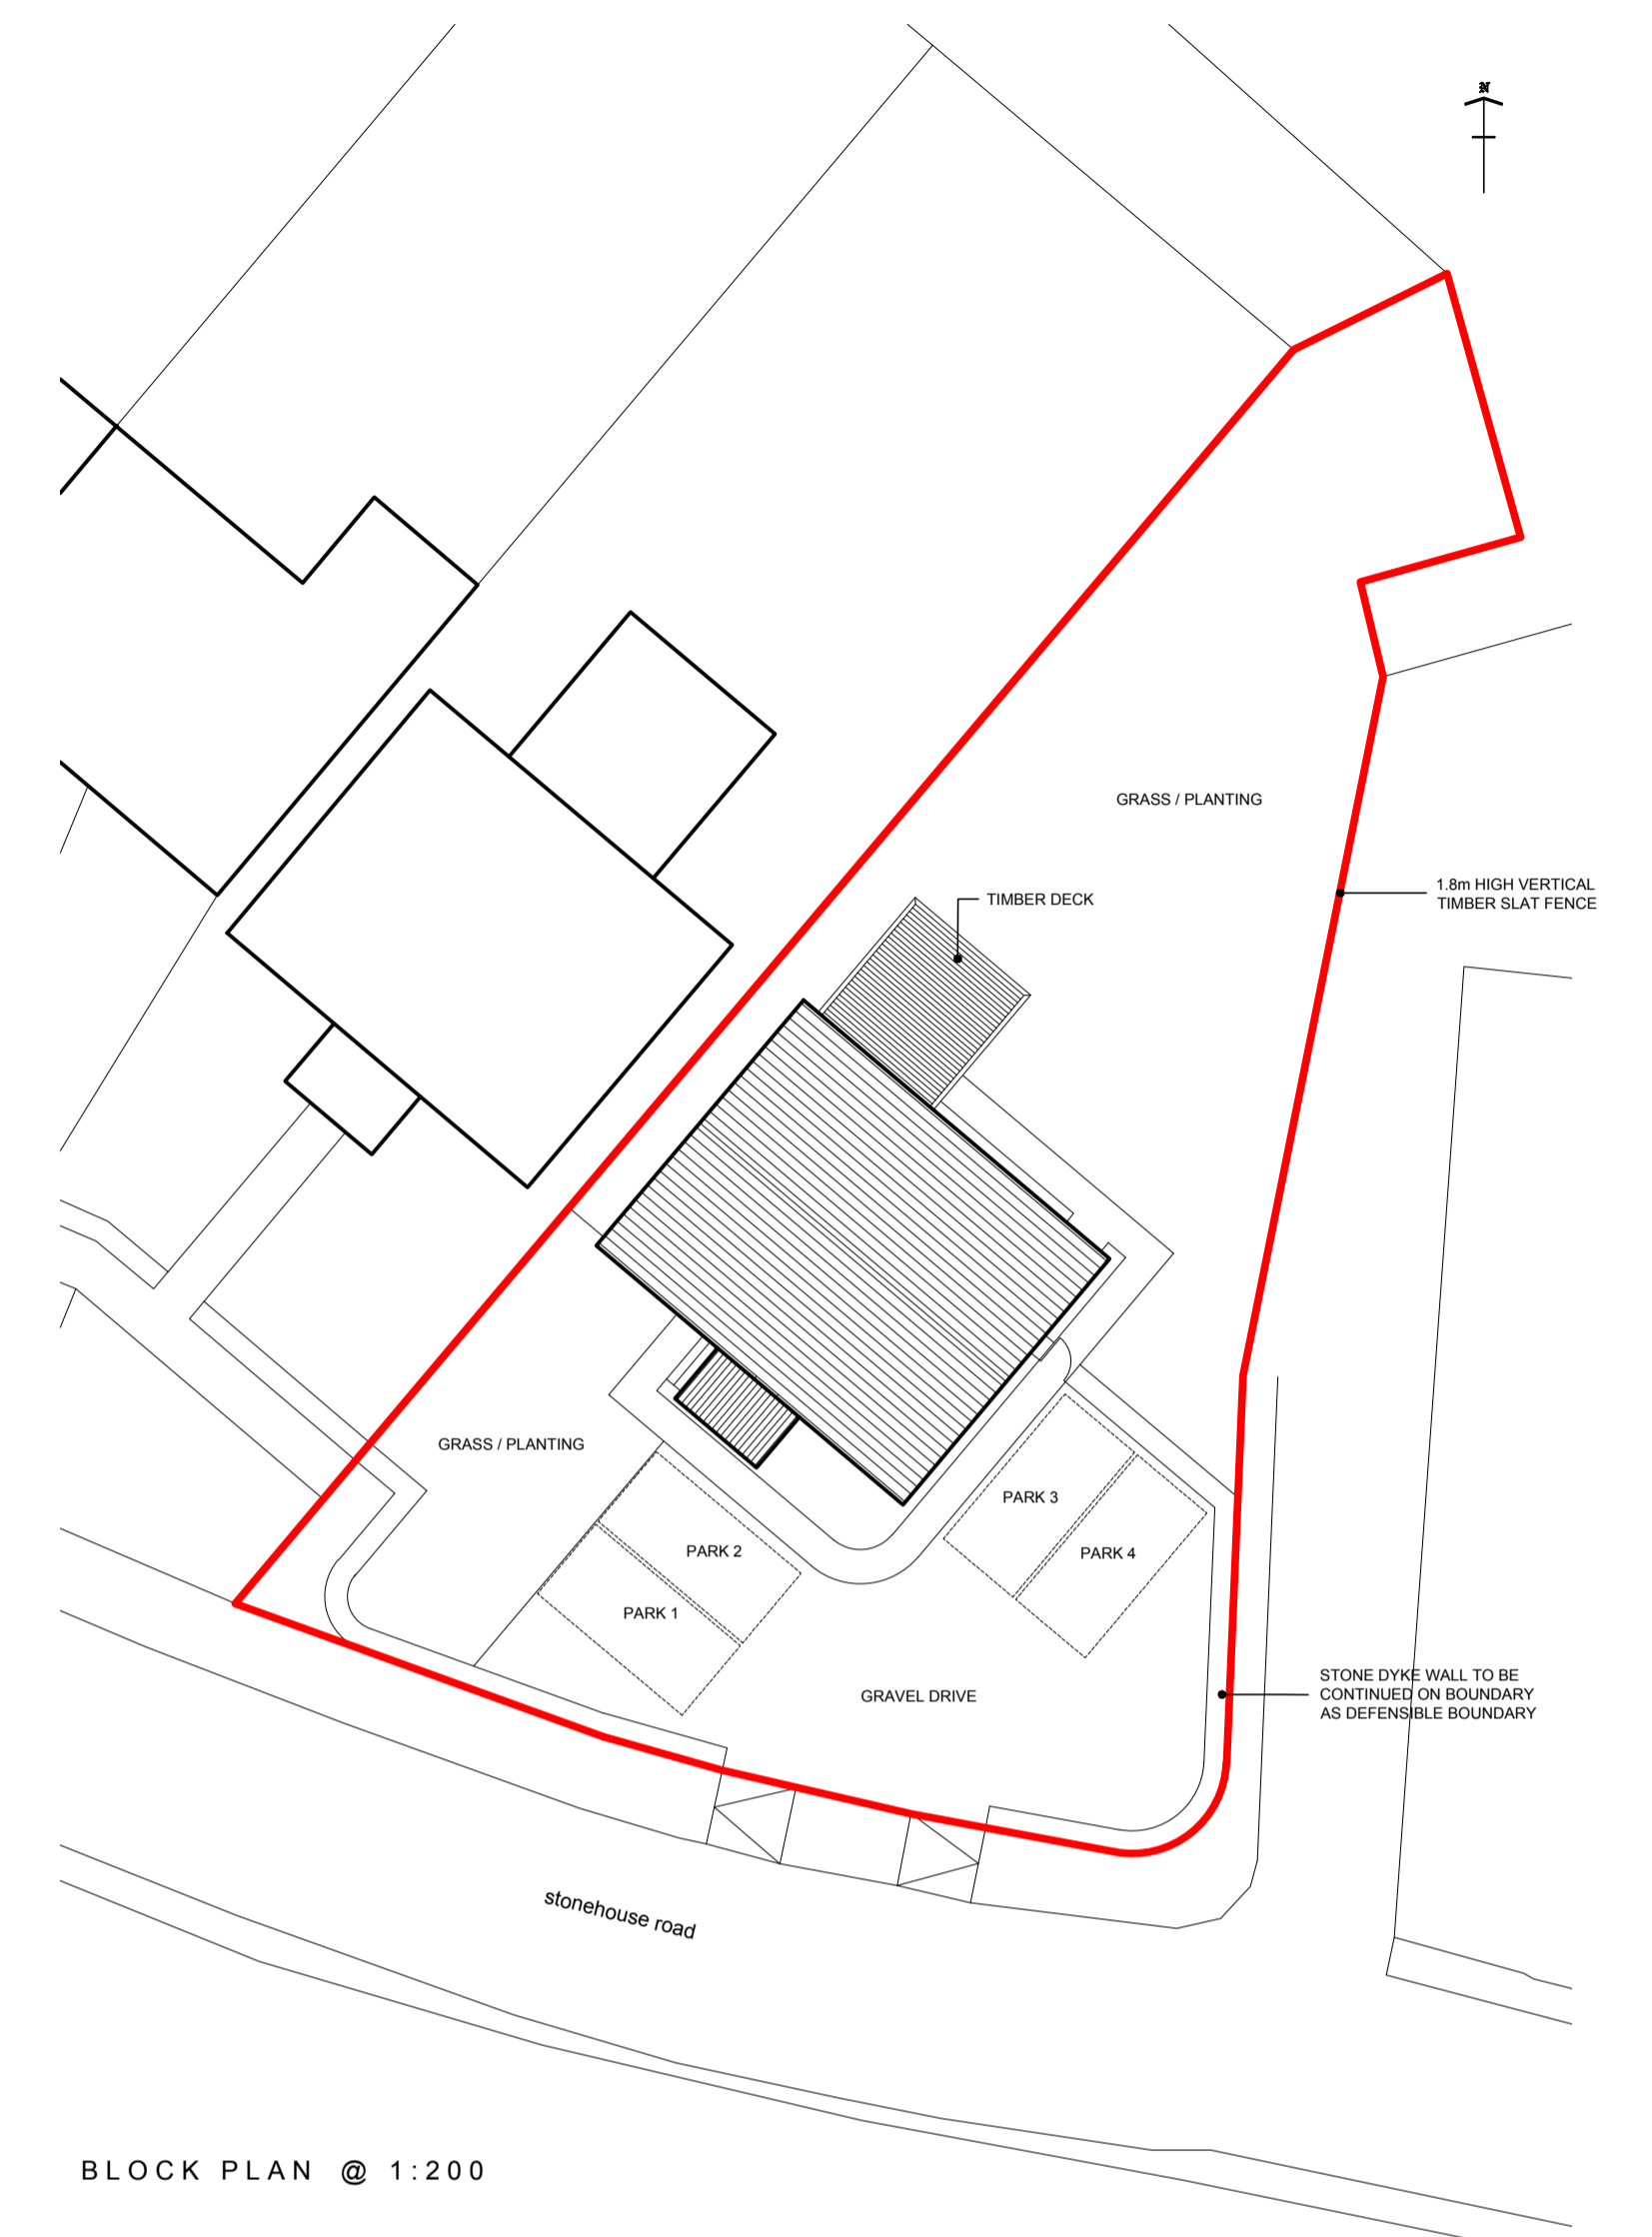 N
GRASS / PLANTING
1.8m HIGH VERTICAL
TIMBER SLAT FENCE
TIMBER DECK
GRASS / PLANTING
PARK 3
PARK 2
PARK 4
PARK 1
STONE DYKE WALL TO BE
CONTINUED ON BOUNDARY
AS DEFENSIBLE BOUNDARY
GRAVEL DRIVE
stonehouse road
BLOCK PLAN @ 1:200